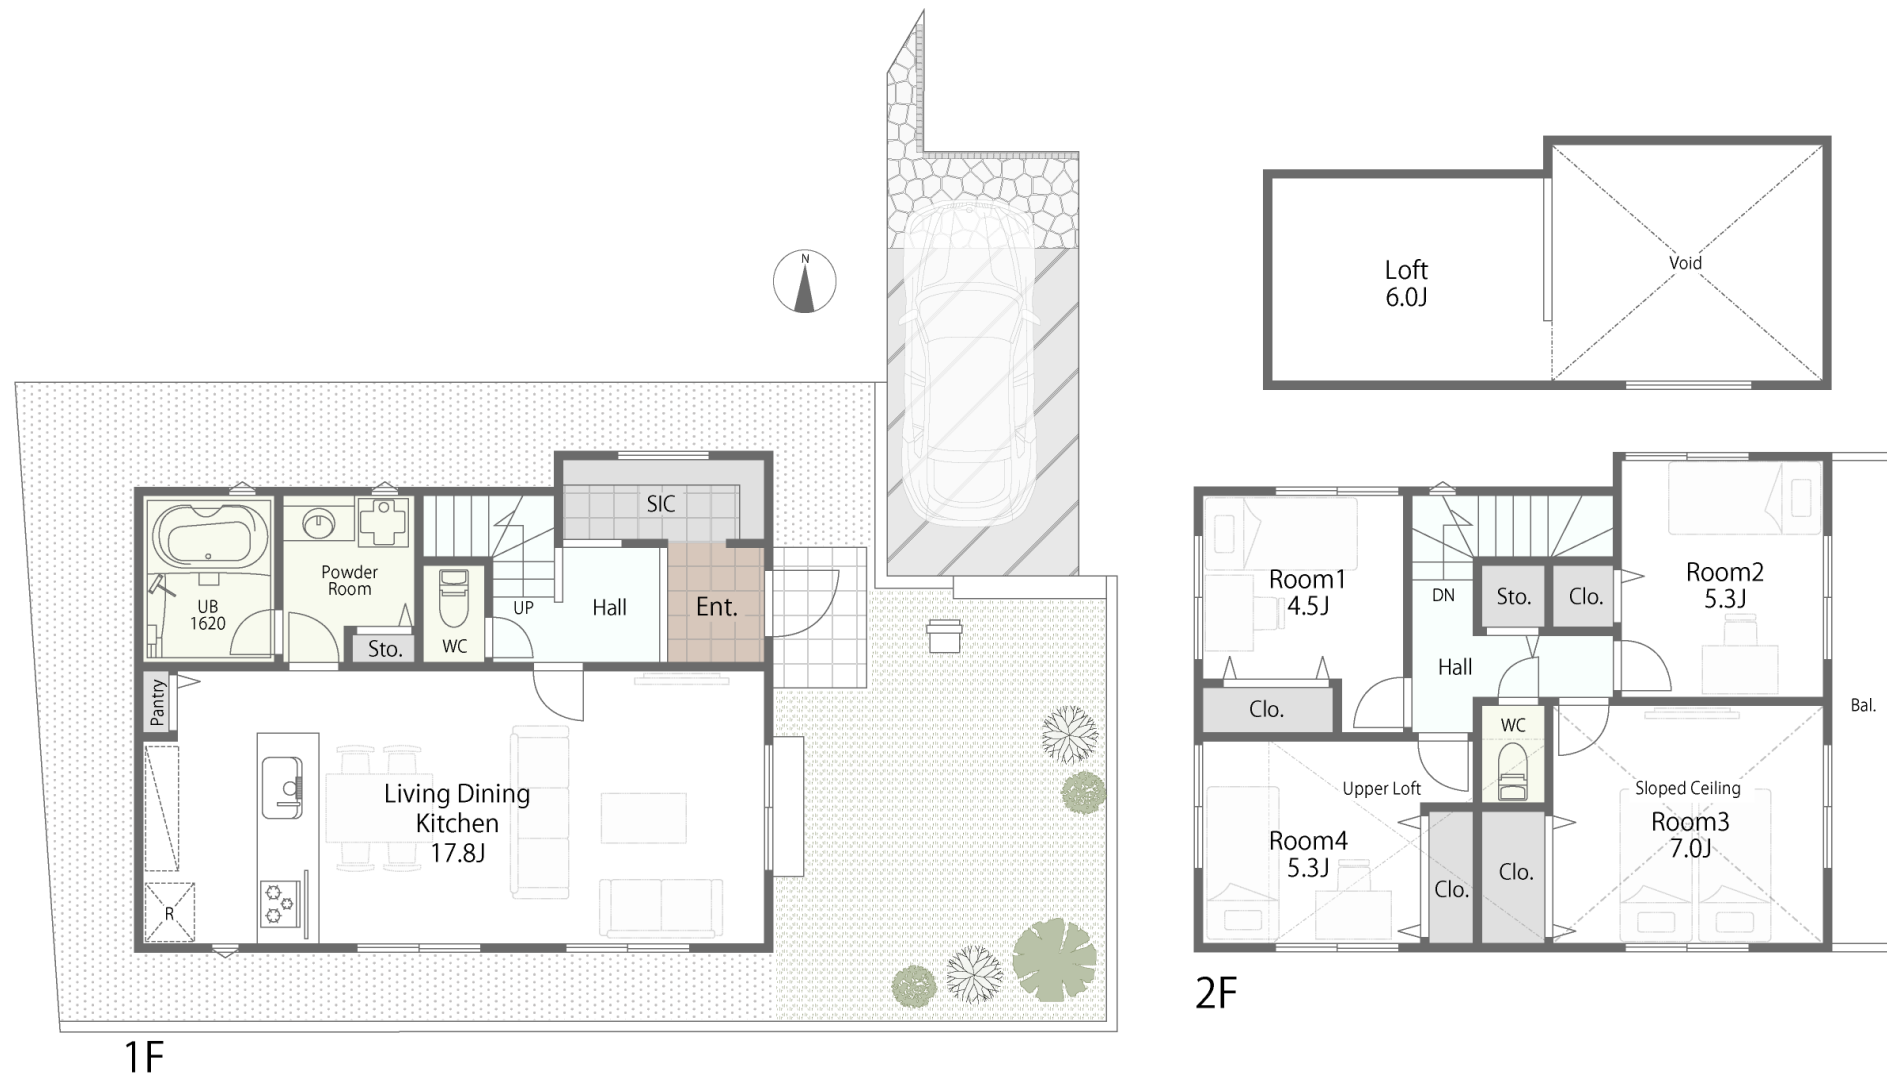 N
Loft
6.0J
Void
SIC
UB
1620
Powder
Room
Sto.
WC
UP
Hall
Ent.
Pantry
R
Living Dining
Kitchen
17.8J
1F
Room1
4.5J
DN
Sto.
Clo.
Room2
5.3J
Hall
Clo.
WC
Bal.
Upper Loft
Sloped Ceiling
Room4
5.3J
Clo.
Clo.
Room3
7.0J
2F